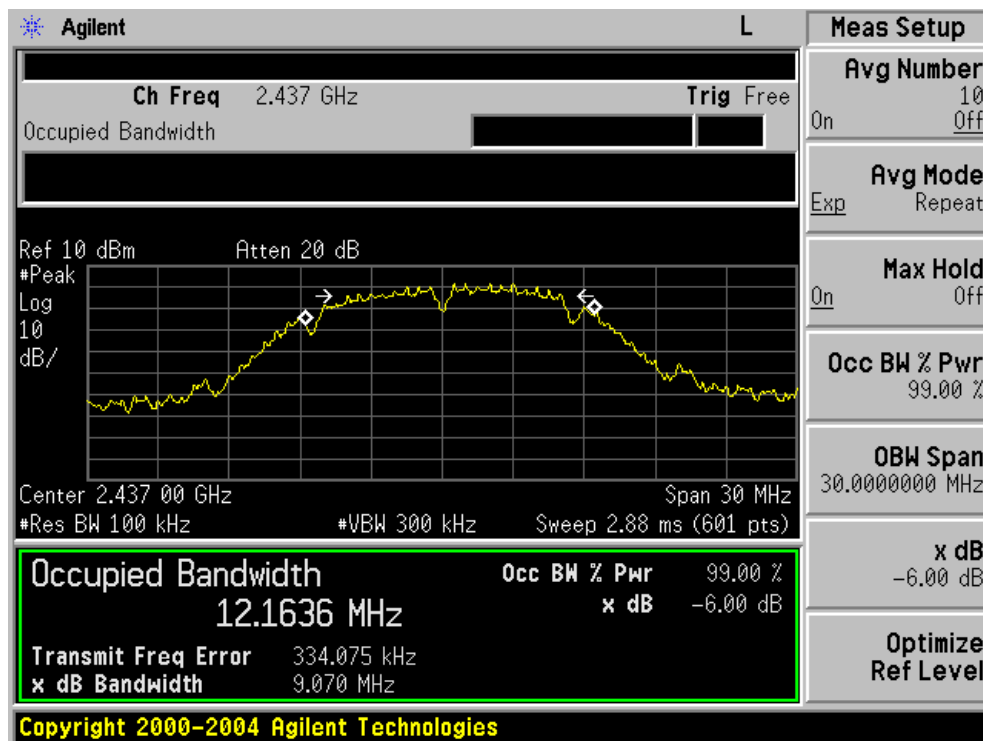 Agilent L Meas Setup
Ch Freq 2.437 GHz Trig Free
Occupied Bandwidth
Ref 10 dBm Atten 20 dB
#Peak
Log
10
dB/
Center 2.437 00 GHz Span 30 MHz
#Res BW 100 kHz #VBW 300 kHz Sweep 2.88 ms (601 pts)
Occupied Bandwidth
12.1636 MHz
Occ BW % Pwr 99.00 %
x dB -6.00 dB
Transmit Freq Error 334.075 kHz
x dB Bandwidth 9.070 MHz
Avg Number
10
On Off
Avg Mode
Exp Repeat
Max Hold
On Off
Occ BW % Pwr
99.00 %
OBW Span
30.0000000 MHz
x dB
-6.00 dB
Optimize
Ref Level
Copyright 2000-2004 Agilent Technologies